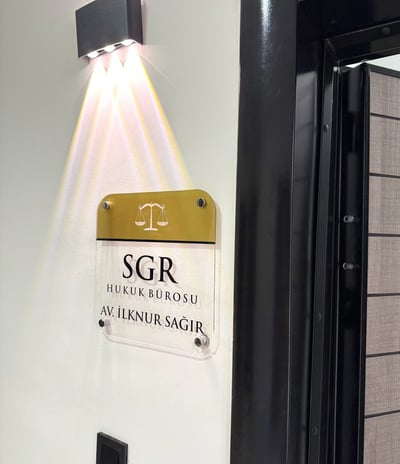 SGR
HUKUK BÜROSU
AV. İLKNUR SAĞIR